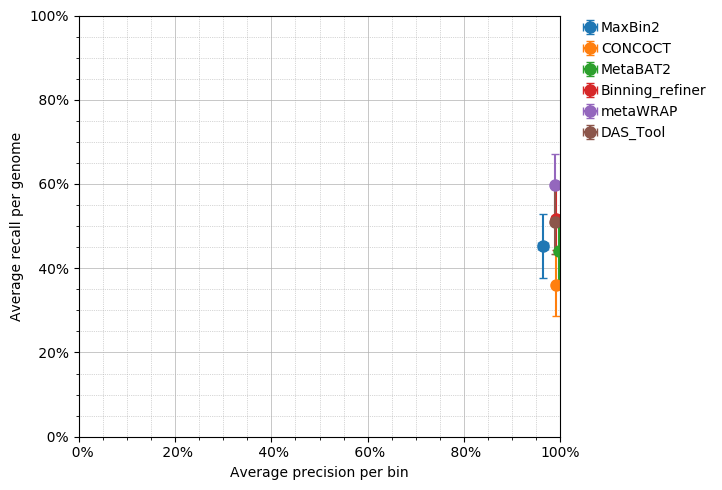 100%
80%
60%
40%
20%
0%
0%
20%
40%
60%
80%
100%
Average precision per bin
Average recall per genome
MaxBin2
CONCOCT
MetaBAT2
Binning_refiner
metaWRAP
DAS_Tool